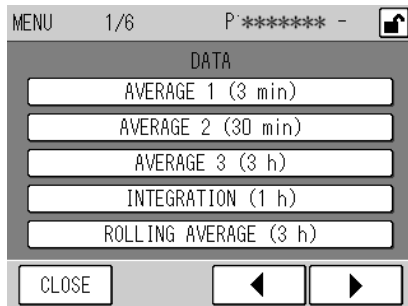 MENU 1/6 P ******* -
DATA
AVERAGE 1 (3 min)
AVERAGE 2 (30 min)
AVERAGE 3 (3 h)
INTEGRATION (1 h)
ROLLING AVERAGE (3 h)
CLOSE